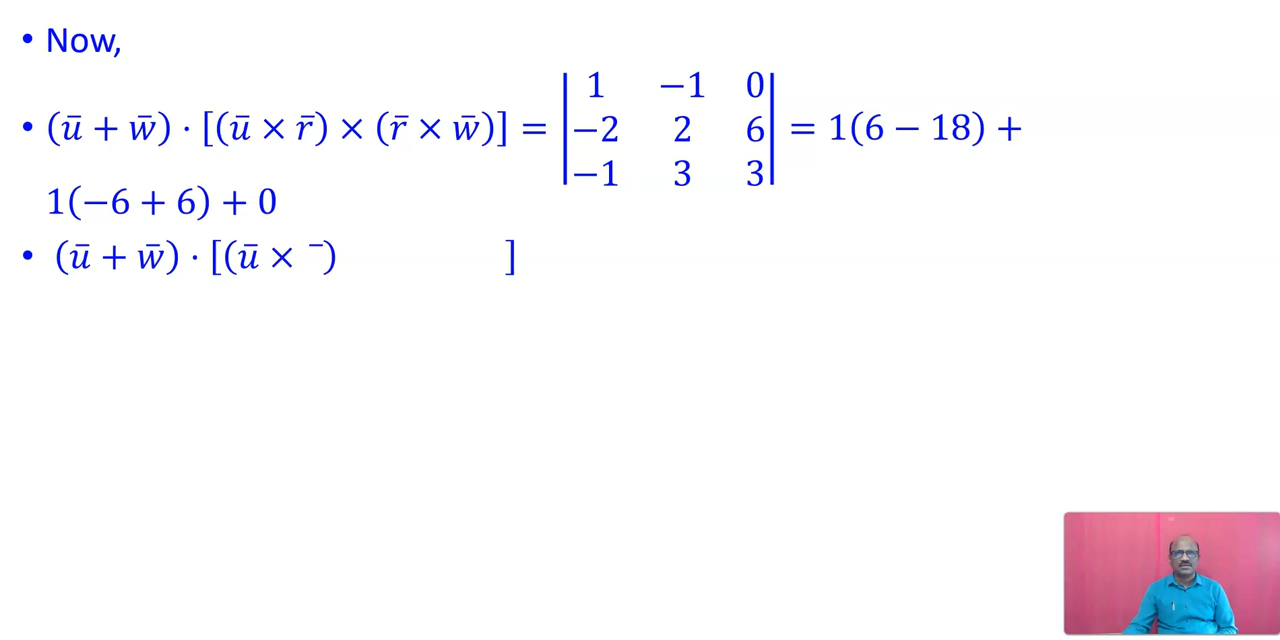 • Now,
• (ū + w̄) · [(ū × r̄) × (r̄ × w̄)] = |1 −1 0; −2 2 6; −1 3 3| = 1(6 − 18) +
1(−6 + 6) + 0
• (ū + w̄) · [(ū × ¯) ]